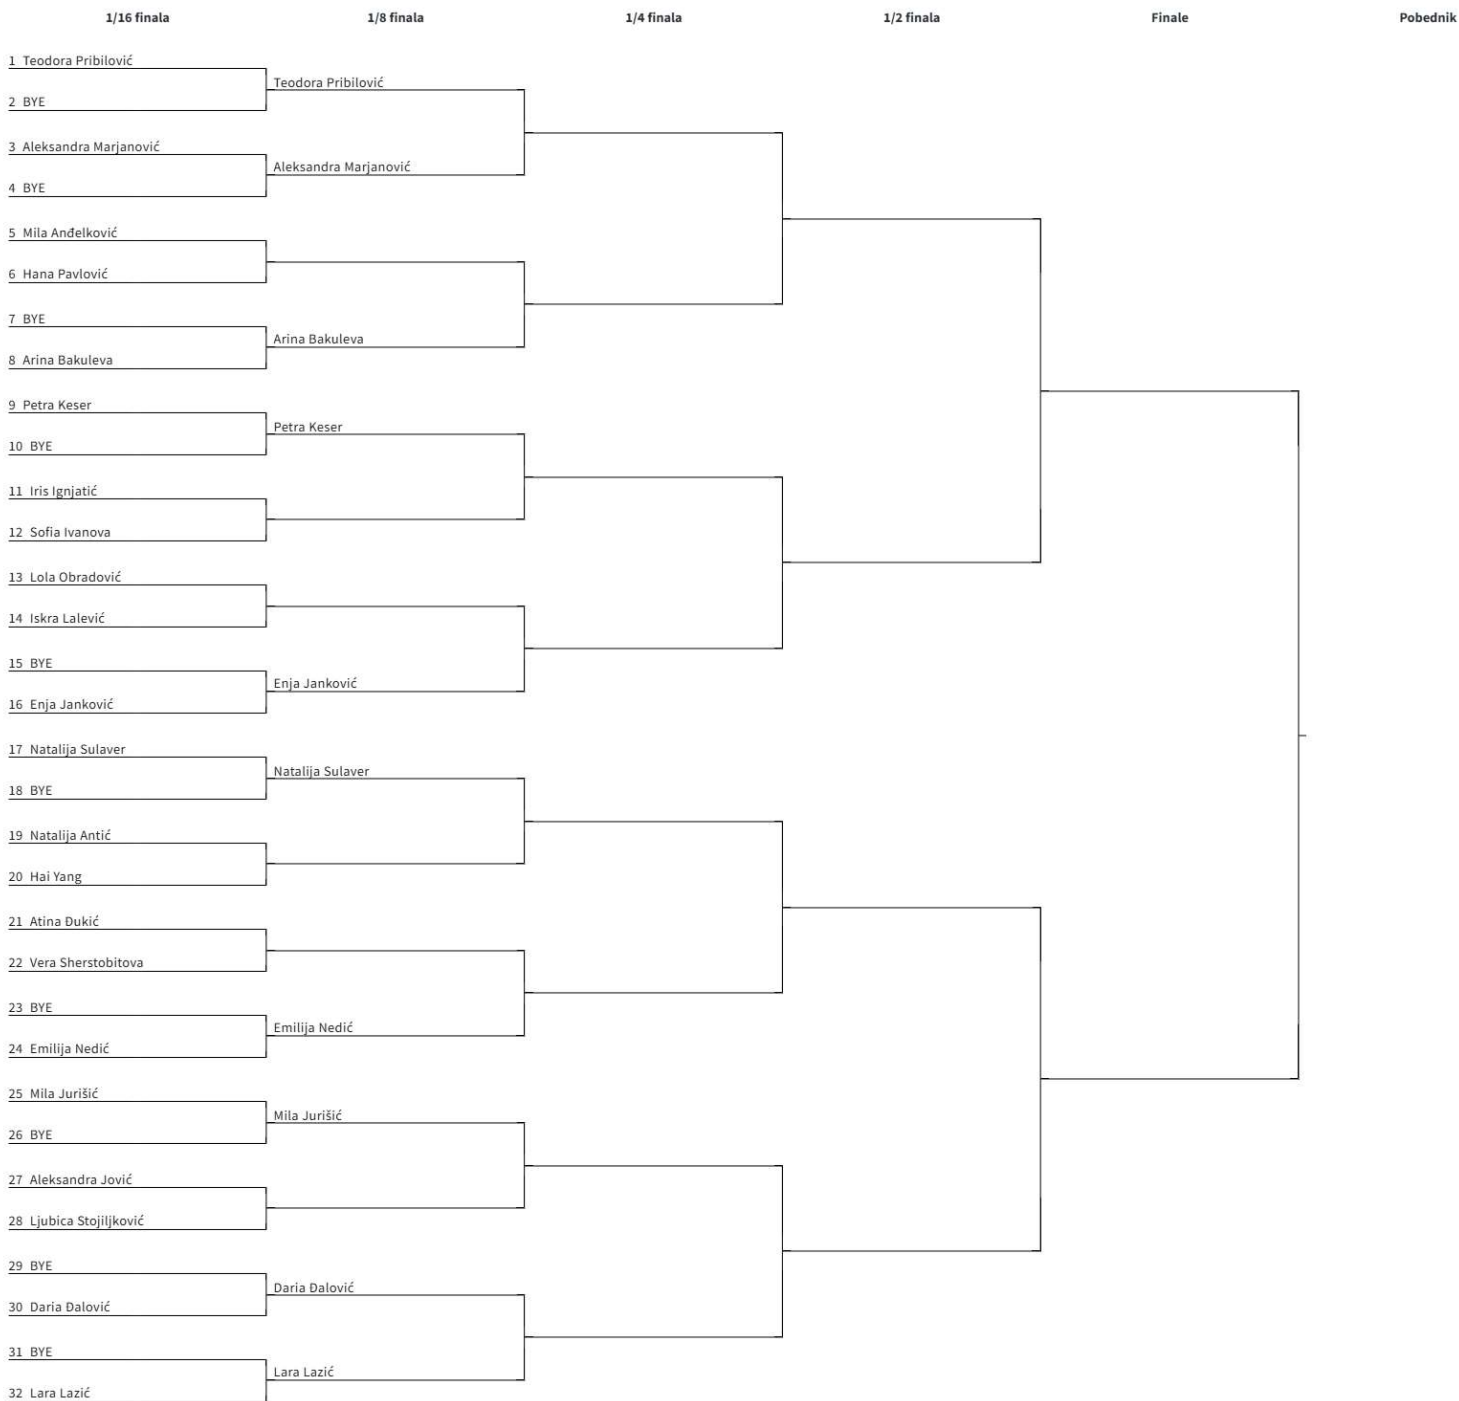 1/16 finala 1/8 finala 1/4 finala 1/2 finala Finale Pobednik
1 Teodora Pribilović
Teodora Pribilović
2 BYE
3 Aleksandra Marjanović
Aleksandra Marjanović
4 BYE
5 Mila Anđelković
6 Hana Pavlović
7 BYE
Arina Bakuleva
8 Arina Bakuleva
9 Petra Keser
Petra Keser
10 BYE
11 Iris Ignjatić
12 Sofia Ivanova
13 Lola Obradović
14 Iskra Lalević
15 BYE
Enja Janković
16 Enja Janković
17 Natalija Sulaver
Natalija Sulaver
18 BYE
19 Natalija Antić
20 Hai Yang
21 Atina Đukić
22 Vera Sherstobitova
23 BYE
Emilija Nedić
24 Emilija Nedić
25 Mila Jurišić
Mila Jurišić
26 BYE
27 Aleksandra Jović
28 Ljubica Stojiljković
29 BYE
Daria Đalović
30 Daria Đalović
31 BYE
Lara Lazić
32 Lara Lazić